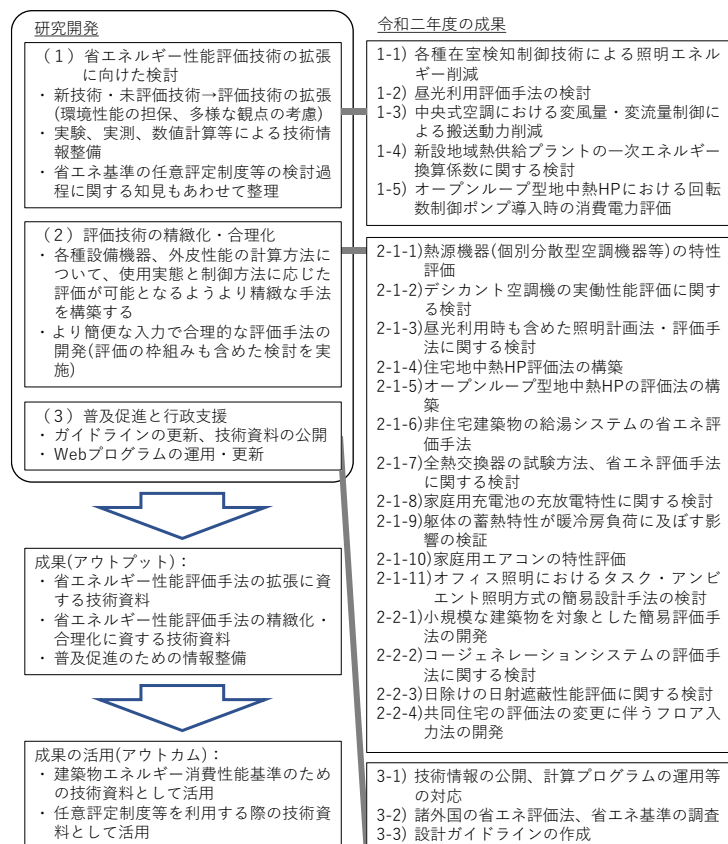 研究開発
（１）省エネルギー性能評価技術の拡張
に向けた検討
・新技術・未評価技術→評価技術の拡張
(環境性能の担保、多様な観点の考慮)
・実験、実測、数値計算等による技術情
報整備
・省エネ基準の任意評定制度等の検討過
程に関する知見もあわせて整理
（２）評価技術の精緻化・合理化
・各種設備機器、外皮性能の計算方法に
ついて、使用実態と制御方法に応じた
評価が可能となるようより精緻な手法
を構築する
・より簡便な入力で合理的な評価手法の
開発(評価の枠組みも含めた検討を実
施)
（３）普及促進と行政支援
・ガイドラインの更新、技術資料の公開
・Webプログラムの運用・更新
成果(アウトプット)：
・省エネルギー性能評価手法の拡張に資
する技術資料
・省エネルギー性能評価手法の精緻化・
合理化に資する技術資料
・普及促進のための情報整備
成果の活用(アウトカム)：
・建築物エネルギー消費性能基準のため
の技術資料として活用
・任意評定制度等を利用する際の技術資
料として活用
令和二年度の成果
1-1) 各種在室検知制御技術による照明エネル
ギー削減
1-2) 昼光利用評価手法の検討
1-3) 中央式空調における変風量・変流量制御に
よる搬送動力削減
1-4) 新設地域熱供給プラントの一次エネルギー
換算係数に関する検討
1-5) オープンループ型地中熱HPにおける回転
数制御ポンプ導入時の消費電力評価
2-1-1)熱源機器(個別分散型空調機器等)の特性
評価
2-1-2)デシカント空調機の実働性能評価に関す
る検討
2-1-3)昼光利用時も含めた照明計画法・評価手
法に関する検討
2-1-4)住宅地中熱HP評価法の構築
2-1-5)オープンループ型地中熱HPの評価法の構
築
2-1-6)非住宅建築物の給湯システムの省エネ評
価手法
2-1-7)全熱交換器の試験方法、省エネ評価手法
に関する検討
2-1-8)家庭用充電池の充放電特性に関する検討
2-1-9)躯体の蓄熱特性が暖冷房負荷に及ぼす影
響の検証
2-1-10)家庭用エアコンの特性評価
2-1-11)オフィス照明におけるタスク・アンビ
エント照明方式の簡易設計手法の検討
2-2-1)小規模な建築物を対象とした簡易評価手
法の開発
2-2-2)コージェネレーションシステムの評価手
法に関する検討
2-2-3)日除けの日射遮蔽性能評価に関する検討
2-2-4)共同住宅の評価法の変更に伴うフロア入
力法の開発
3-1) 技術情報の公開、計算プログラムの運用等
の対応
3-2) 諸外国の省エネ評価法、省エネ基準の調査
3-3) 設計ガイドラインの作成